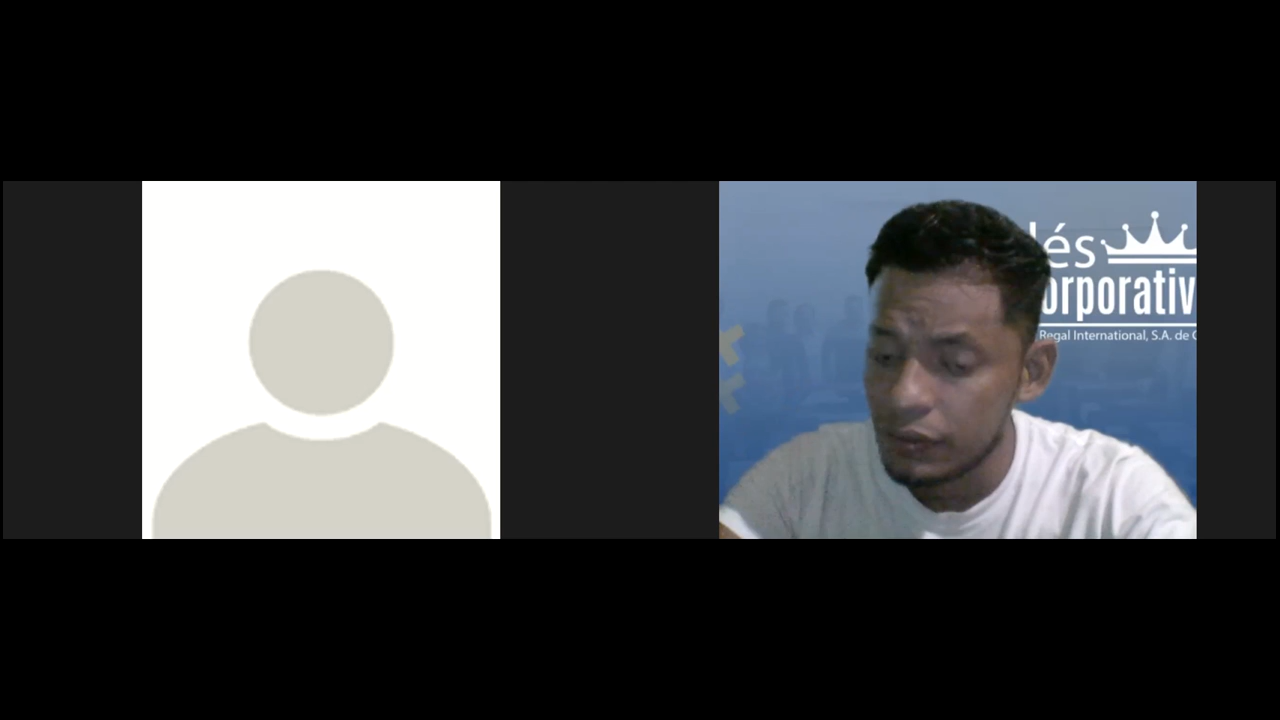 lés
orporativ
Regal International, S.A. de C